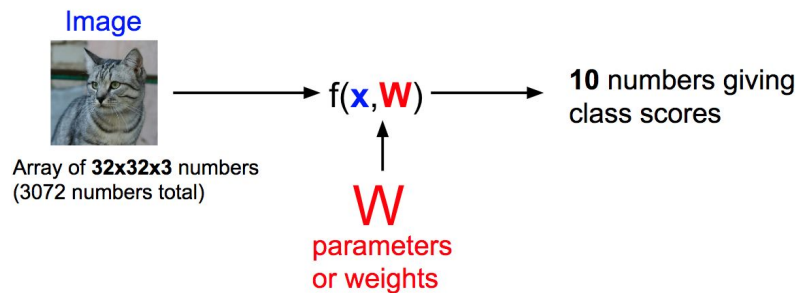 Image
Array of 32x32x3 numbers
(3072 numbers total)
f(x,W)
W
parameters
or weights
10 numbers giving
class scores